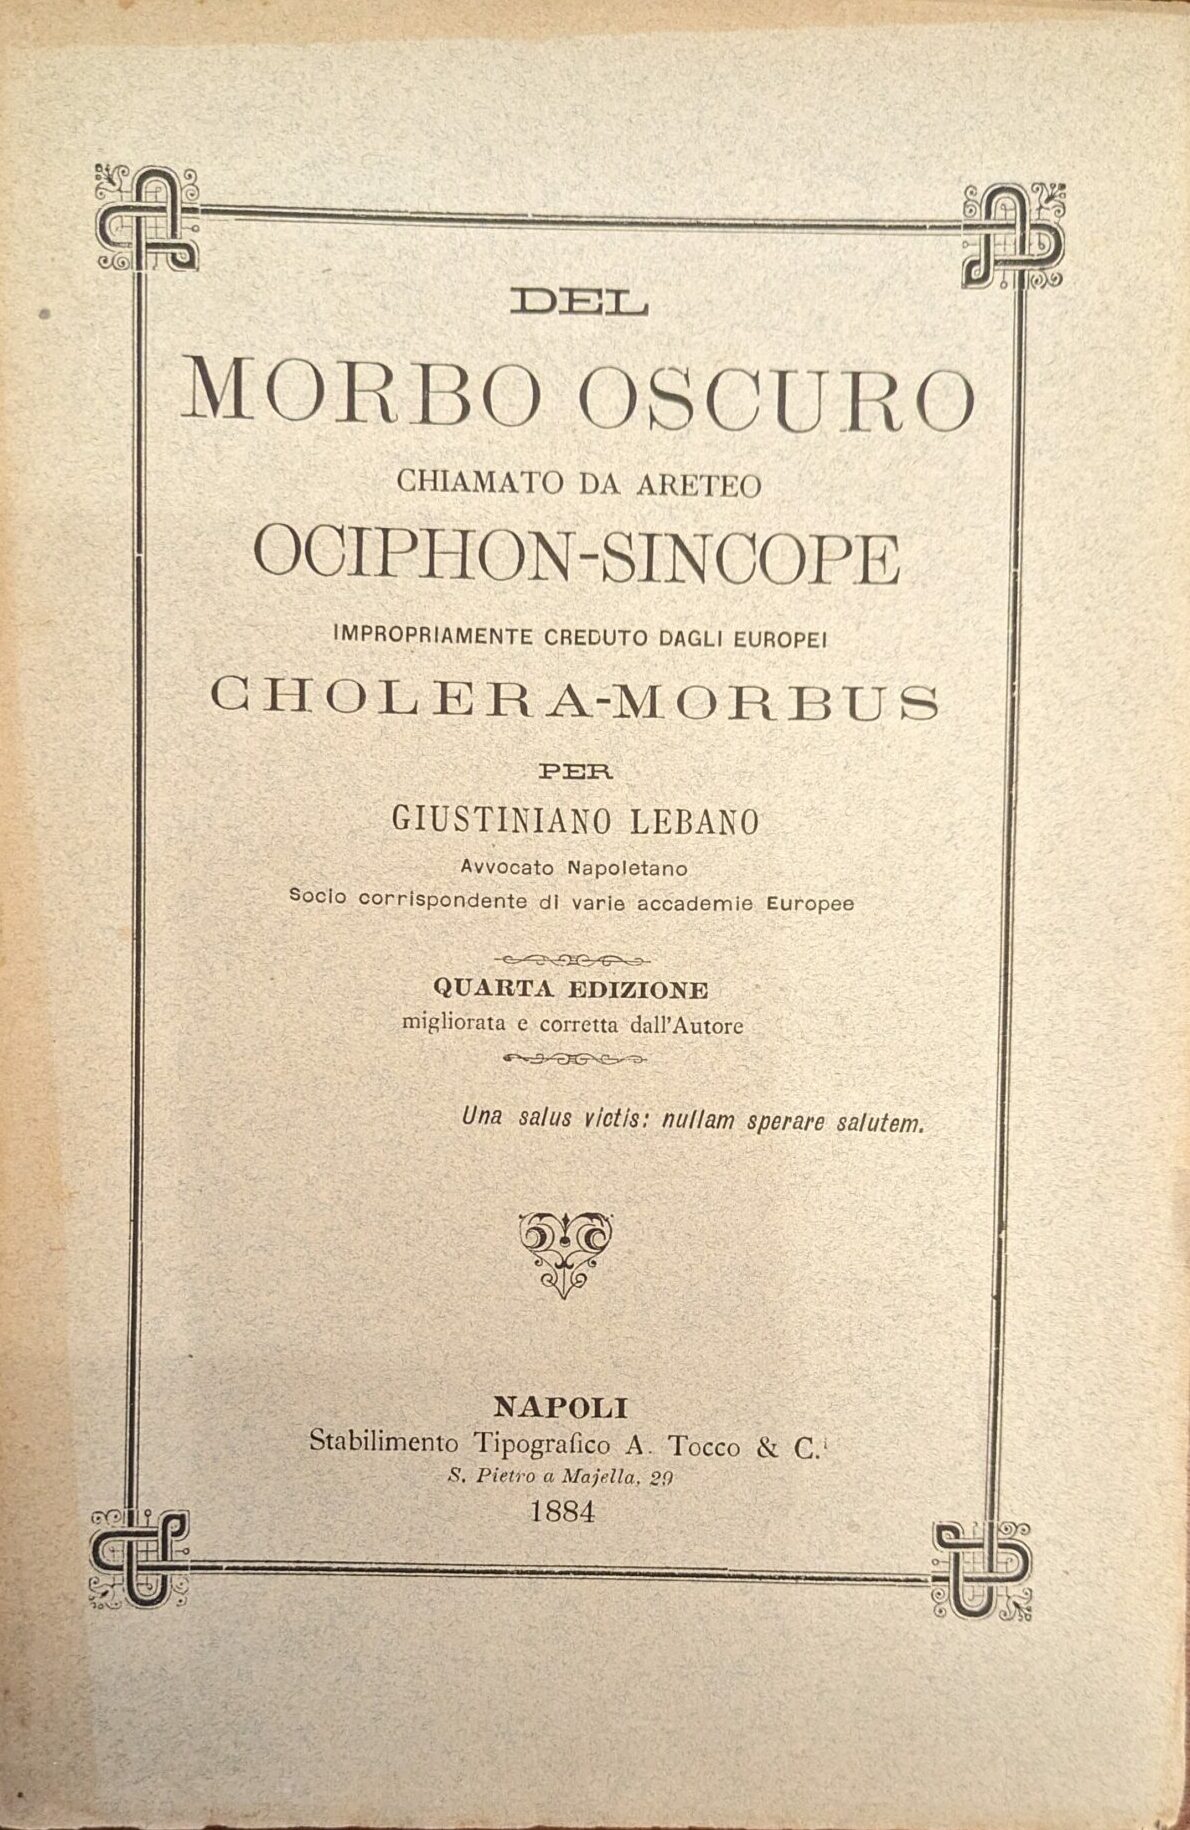 DEL
MORBO OSCURO
CHIAMATO DA ARETEO
OCIPHON-SINCOPE
IMPROPRIAMENTE CREDUTO DAGLI EUROPEI
CHOLERA-MORBUS
PER
GIUSTINIANO LEBANO
Avvocato Napoletano
Socio corrispondente di varie accademie Europee
QUARTA EDIZIONE
migliorata e corretta dall'Autore
Una salus victis: nullam sperare salutem.
NAPOLI
Stabilimento Tipografico A. Tocco & C.i
S. Pietro a Majella, 29
1884